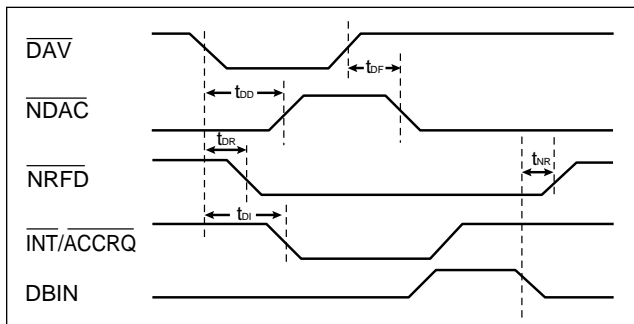 DAV
tDF
tDD
NDAC
tDR
tNR
NRFD
tDI
INT/ACCRQ
DBIN